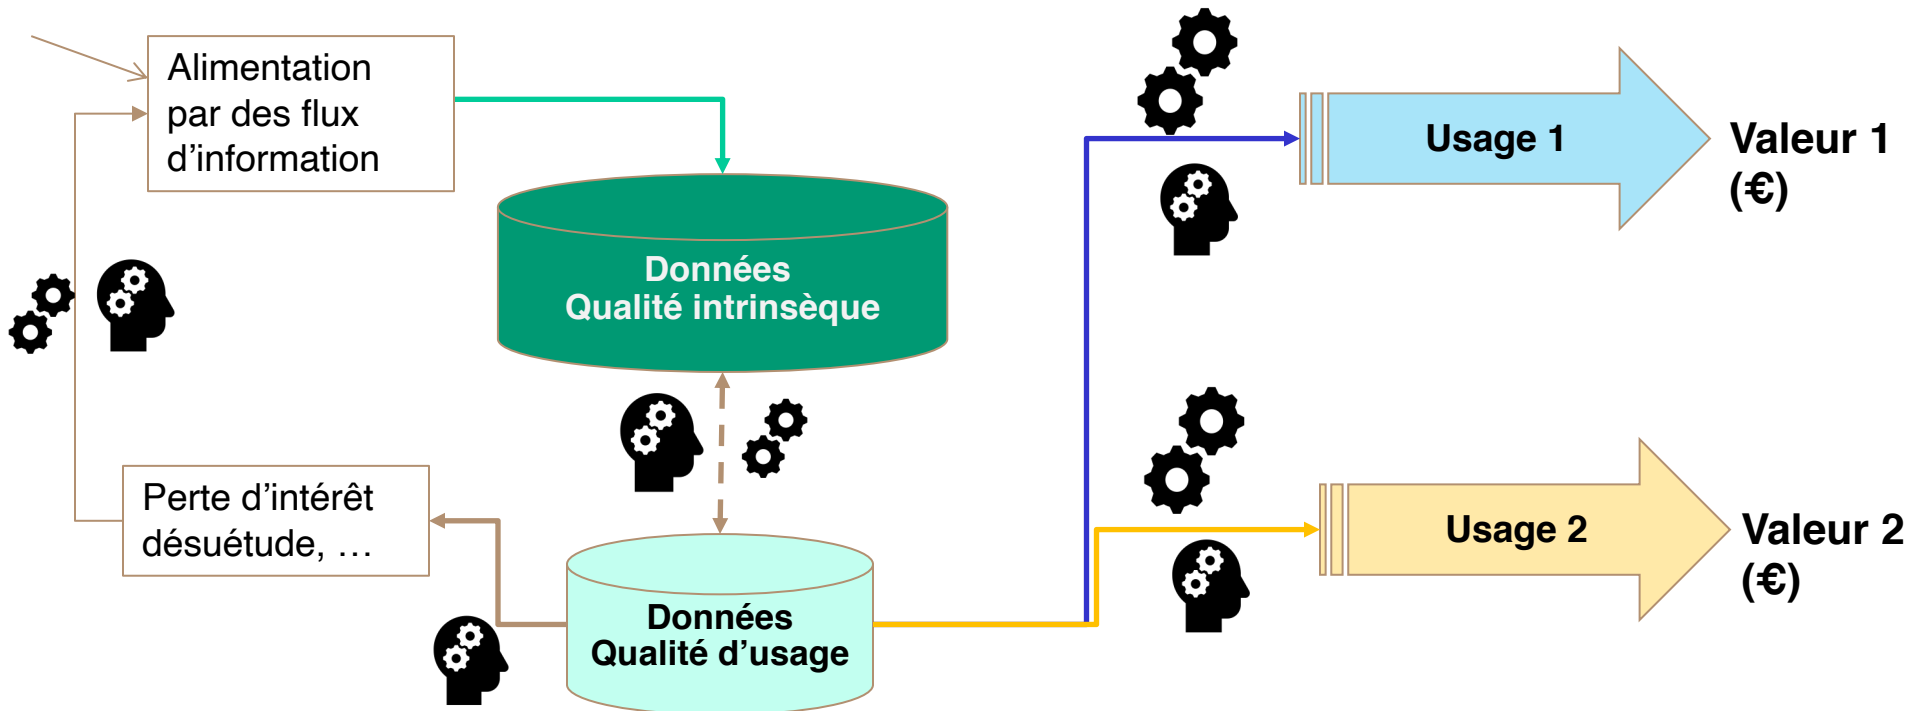 Alimentation
par des flux
d’information
Données
Qualité intrinsèque
Perte d’intérêt
désuétude, …
Données
Qualité d’usage
Usage 1
Valeur 1
(€)
Usage 2
Valeur 2
(€)